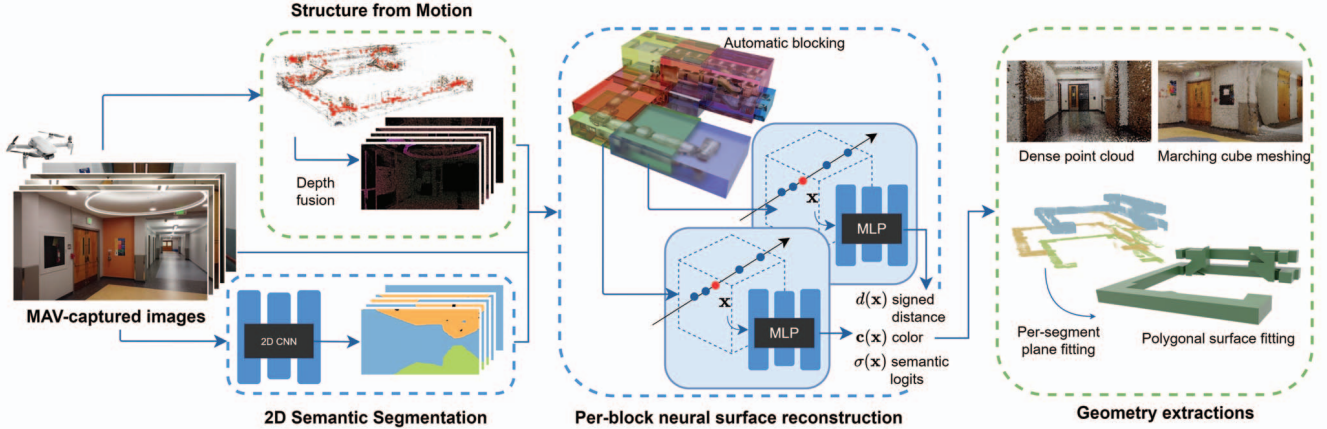 Structure from Motion
Automatic blocking
Depth
fusion
Dense point cloud
Marching cube meshing
x
MLP
MAV-captured images
2D CNN
x
MLP
d(x) signed
distance
c(x) color
σ(x) semantic
logits
Per-segment
plane fitting
Polygonal surface fitting
2D Semantic Segmentation
Per-block neural surface reconstruction
Geometry extractions